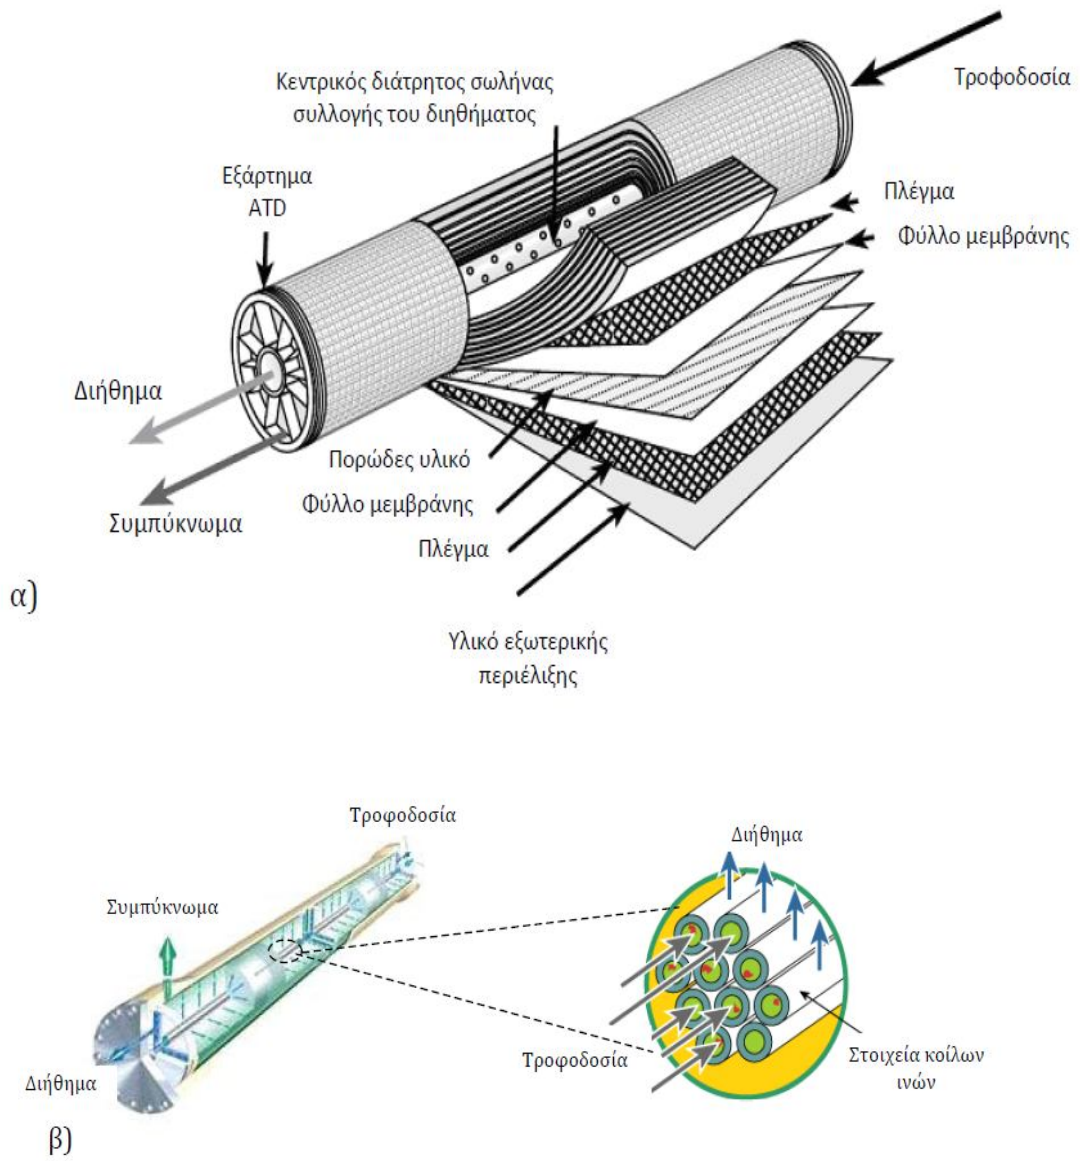 Κεντρικός διάτρητος σωλήνας
συλλογής του διηθήματος
Τροφοδοσία
Εξάρτημα
ATD
Πλέγμα
Φύλλο μεμβράνης
Διήθημα
Πορώδες υλικό
Φύλλο μεμβράνης
Συμπύκνωμα
Πλέγμα
α)
Υλικό εξωτερικής
περιέλιξης
Τροφοδοσία
Διήθημα
Συμπύκνωμα
Τροφοδοσία
Στοιχεία κοίλων
ινών
Διήθημα
β)